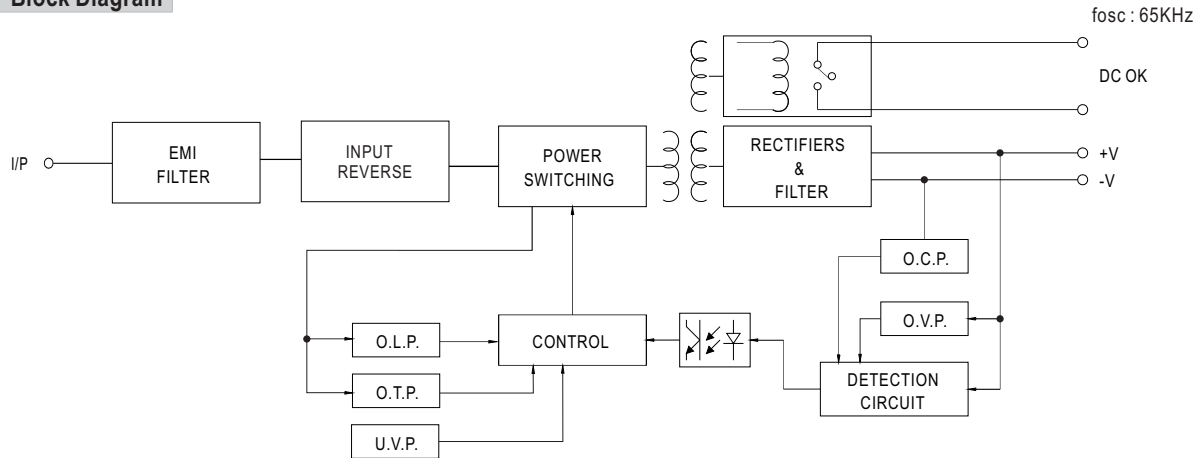 Block Diagram
fosc : 65KHz
DC OK
I/P
EMI
FILTER
INPUT
REVERSE
POWER
SWITCHING
RECTIFIERS
&
FILTER
+V
-V
O.C.P.
O.V.P.
O.L.P.
CONTROL
DETECTION
CIRCUIT
O.T.P.
U.V.P.